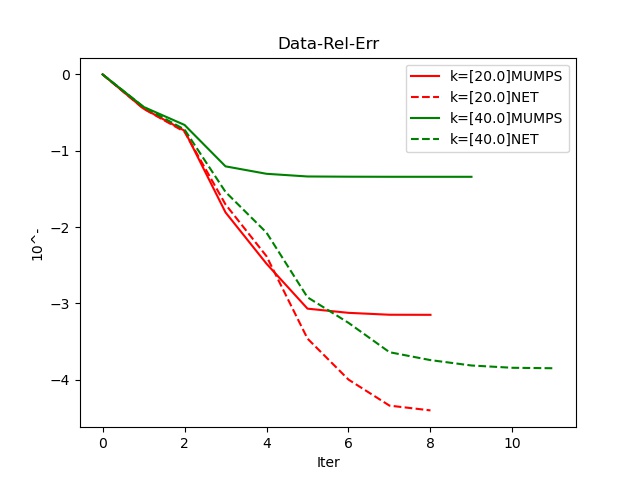 Data-Rel-Err
k=[20.0]MUMPS
k=[20.0]NET
k=[40.0]MUMPS
k=[40.0]NET
10^-
0
−1
−2
−3
−4
0 2 4 6 8 10
Iter